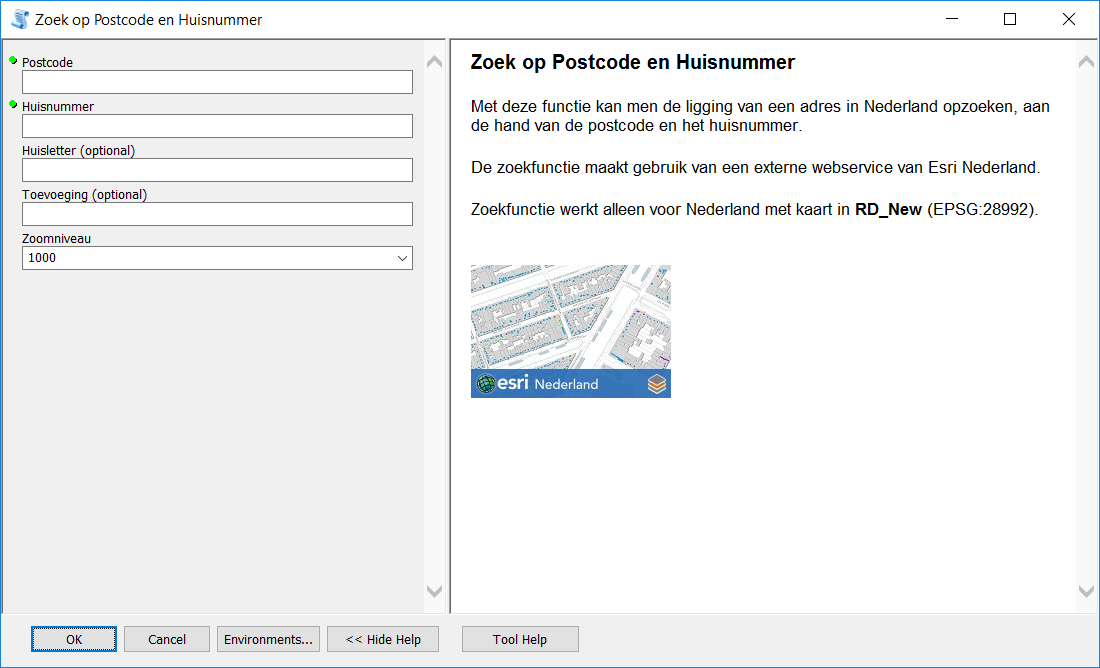 Zoek op Postcode en Huisnummer
Postcode
Huisnummer
Huisletter (optional)
Toevoeging (optional)
Zoomniveau
1000
Zoek op Postcode en Huisnummer
Met deze functie kan men de ligging van een adres in Nederland opzoeken, aan
de hand van de postcode en het huisnummer.
De zoekfunctie maakt gebruik van een externe webservice van Esri Nederland.
Zoekfunctie werkt alleen voor Nederland met kaart in RD_New (EPSG:28992).
esri Nederland
OK
Cancel
Environments...
<< Hide Help
Tool Help